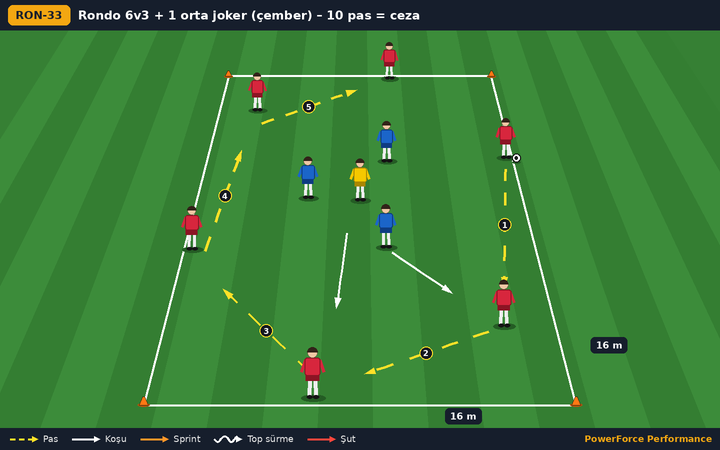 RON-33 Rondo 6v3 + 1 orta joker (çember) – 10 pas = ceza
5
4
1
3
2
16 m
16 m
Pas Koşu Sprint Top sürme Şut PowerForce Performance